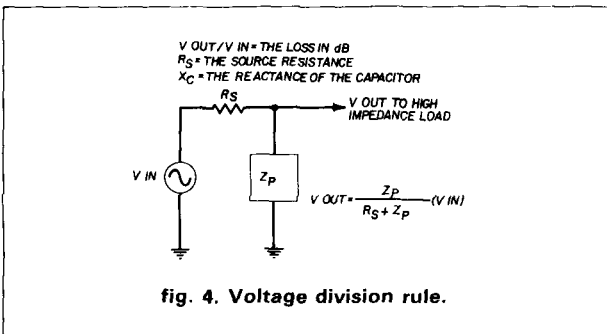 V OUT/V IN = THE LOSS IN dB
RS = THE SOURCE RESISTANCE
XC = THE REACTANCE OF THE CAPACITOR
RS
V OUT TO HIGH
IMPEDANCE LOAD
V IN
ZP
V OUT = ZP / RS + ZP (V IN)
fig. 4. Voltage division rule.